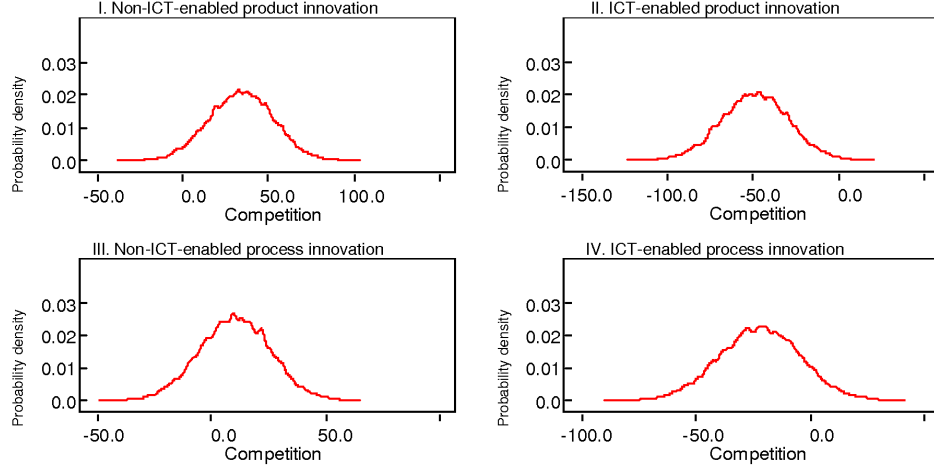 I. Non-ICT-enabled product innovation
Probability density
0.03
0.02
0.01
0.0
-50.0 0.0 50.0 100.0
Competition
II. ICT-enabled product innovation
Probability density
0.03
0.02
0.01
0.0
-150.0 -100.0 -50.0 0.0
Competition
III. Non-ICT-enabled process innovation
Probability density
0.03
0.02
0.01
0.0
-50.0 0.0 50.0
Competition
IV. ICT-enabled process innovation
Probability density
0.03
0.02
0.01
0.0
-100.0 -50.0 0.0
Competition